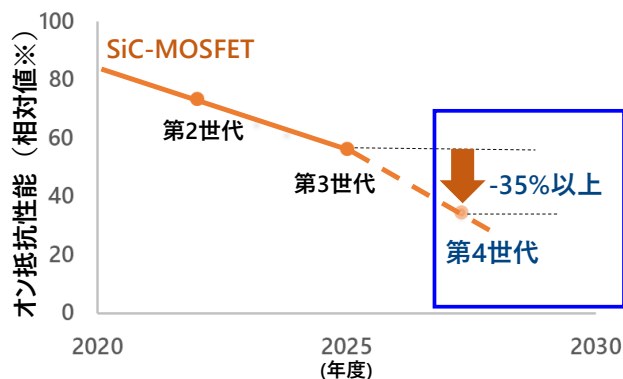 オン抵抗性能（相対値※）
100
80
60
40
20
0
SiC-MOSFET
第2世代
第3世代
-35%以上
第4世代
2020
2025
2030
(年度)